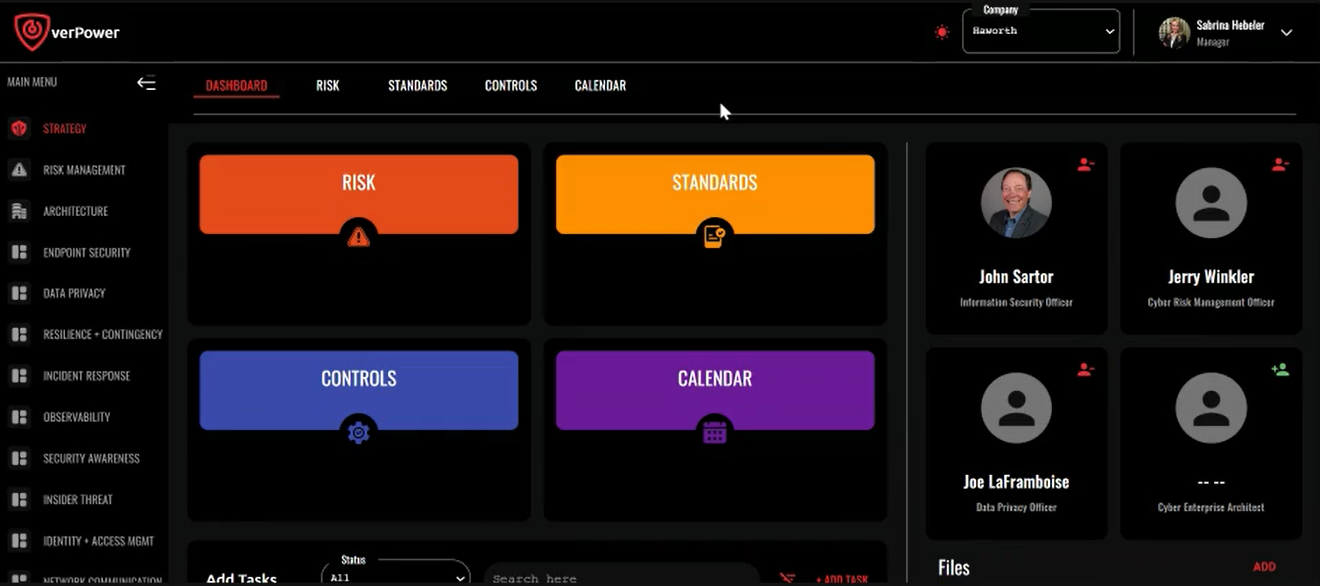 verPower
Company
Haworth
Sabrina Hebeler
Manager
MAIN MENU
DASHBOARD
RISK
STANDARDS
CONTROLS
CALENDAR
STRATEGY
RISK MANAGEMENT
ARCHITECTURE
ENDPOINT SECURITY
DATA PRIVACY
RESILIENCE + CONTINGENCY
INCIDENT RESPONSE
OBSERVABILITY
SECURITY AWARENESS
INSIDER THREAT
IDENTITY + ACCESS MGMT
NETWORK COMMUNICATION
RISK
STANDARDS
CONTROLS
CALENDAR
John Sartor
Information Security Officer
Jerry Winkler
Cyber Risk Management Officer
Joe LaFramboise
Data Privacy Officer
-- --
Cyber Enterprise Architect
Add Tasks
Status
All
Search here
+ ADD TASK
Files
ADD